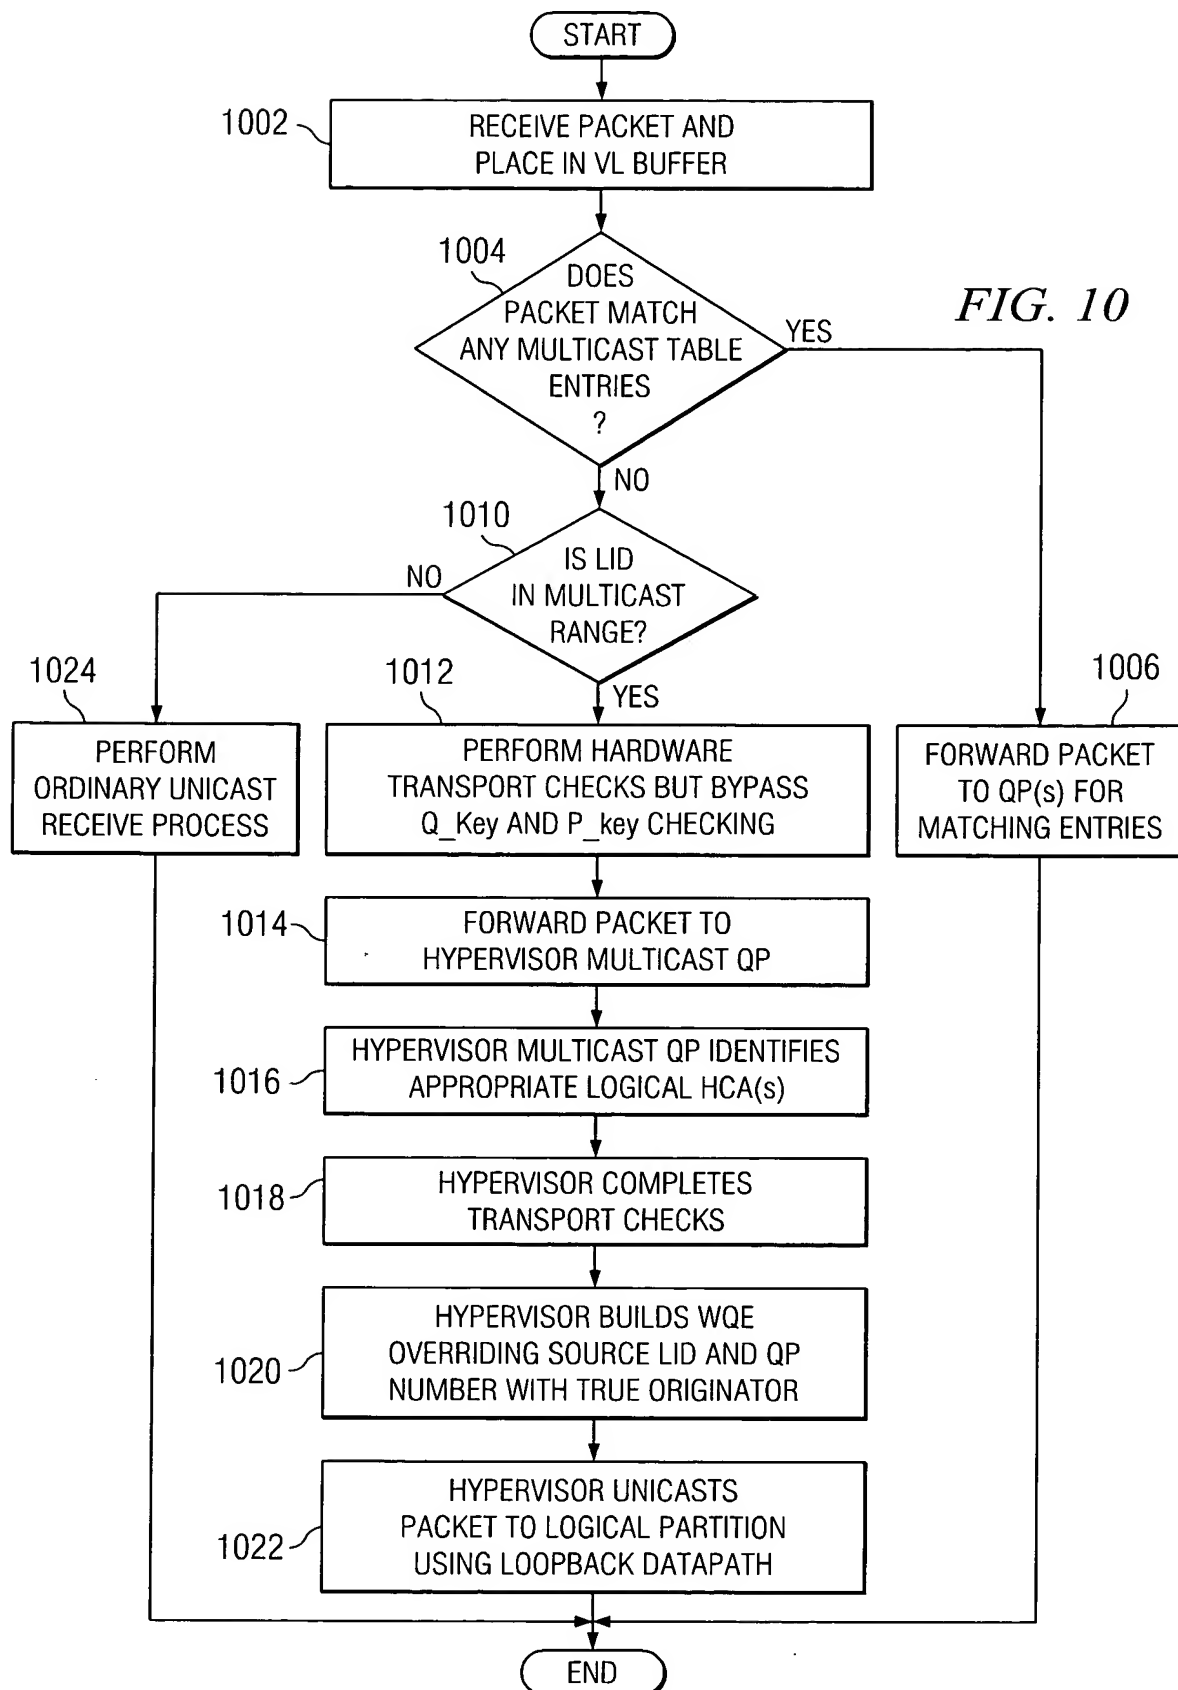 START
1002
RECEIVE PACKET AND
PLACE IN VL BUFFER
1004
DOES
PACKET MATCH
ANY MULTICAST TABLE
ENTRIES
?
YES
FIG. 10
NO
1010
IS LID
IN MULTICAST
RANGE?
NO
YES
1024
PERFORM
ORDINARY UNICAST
RECEIVE PROCESS
1012
PERFORM HARDWARE
TRANSPORT CHECKS BUT BYPASS
Q_Key AND P_key CHECKING
1006
FORWARD PACKET
TO QP(s) FOR
MATCHING ENTRIES
1014
FORWARD PACKET TO
HYPERVISOR MULTICAST QP
1016
HYPERVISOR MULTICAST QP IDENTIFIES
APPROPRIATE LOGICAL HCA(s)
1018
HYPERVISOR COMPLETES
TRANSPORT CHECKS
1020
HYPERVISOR BUILDS WQE
OVERRIDING SOURCE LID AND QP
NUMBER WITH TRUE ORIGINATOR
1022
HYPERVISOR UNICASTS
PACKET TO LOGICAL PARTITION
USING LOOPBACK DATAPATH
END